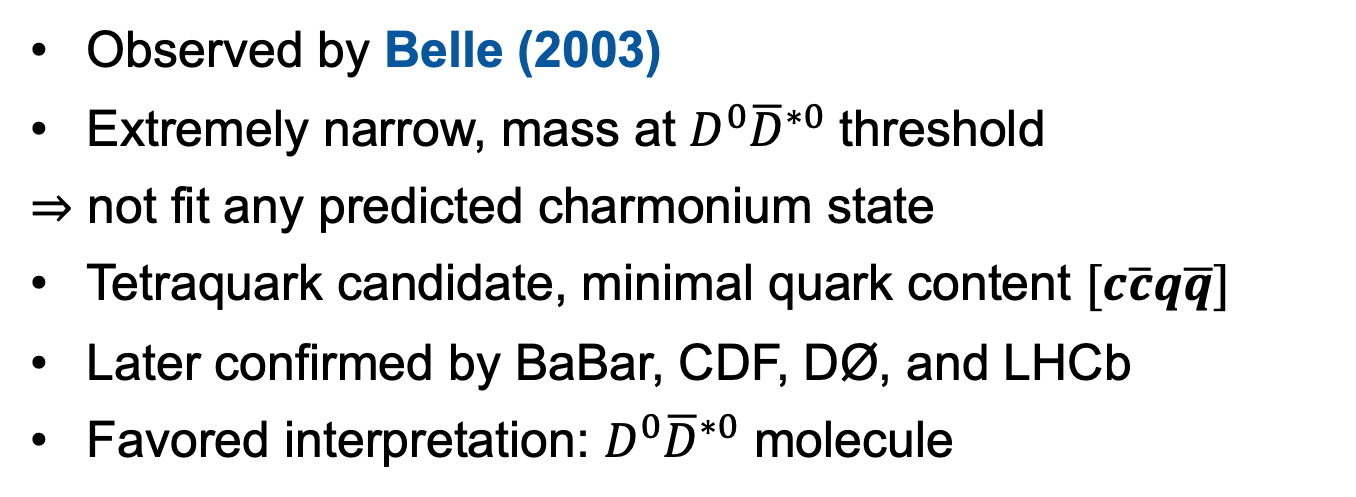 • Observed by Belle (2003)
• Extremely narrow, mass at D⁰D̅*⁰ threshold
⇒ not fit any predicted charmonium state
• Tetraquark candidate, minimal quark content [cc̅qq̅]
• Later confirmed by BaBar, CDF, DØ, and LHCb
• Favored interpretation: D⁰D̅*⁰ molecule